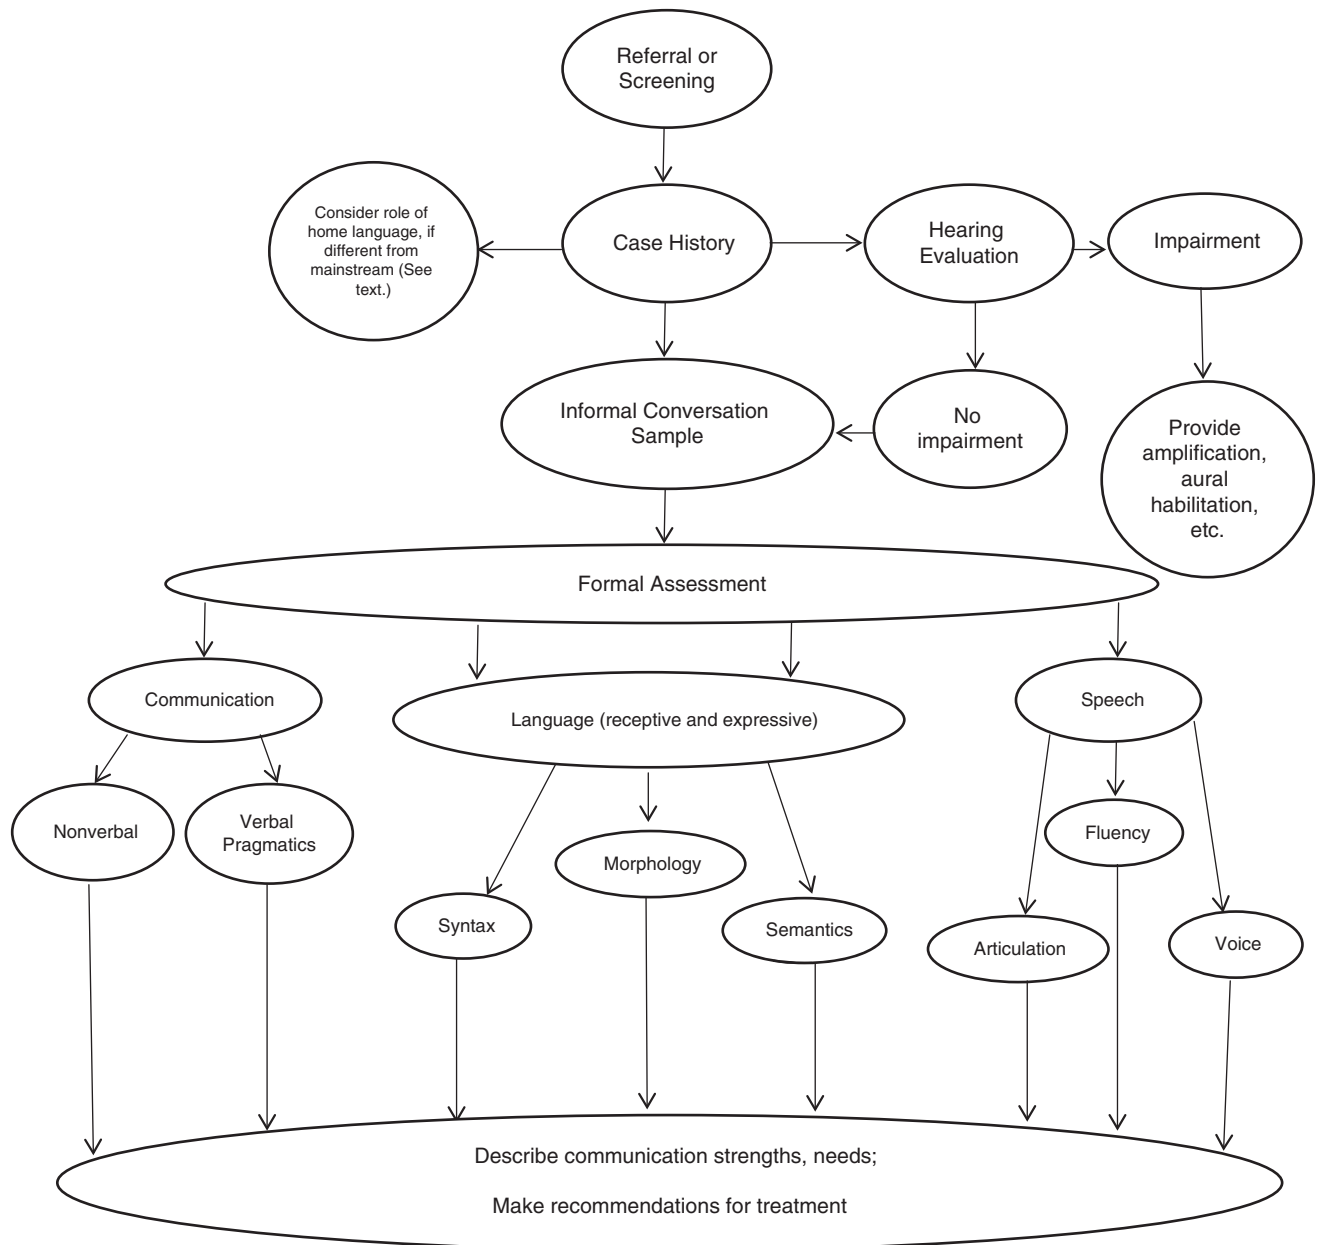 Referral or
Screening
Consider role of
home language, if
different from
mainstream (See
text.)
Case History
Hearing
Evaluation
Impairment
Informal Conversation
Sample
No
impairment
Provide
amplification,
aural
habilitation,
etc.
Formal Assessment
Communication
Language (receptive and expressive)
Speech
Nonverbal
Verbal
Pragmatics
Fluency
Morphology
Syntax
Semantics
Articulation
Voice
Describe communication strengths, needs;
Make recommendations for treatment